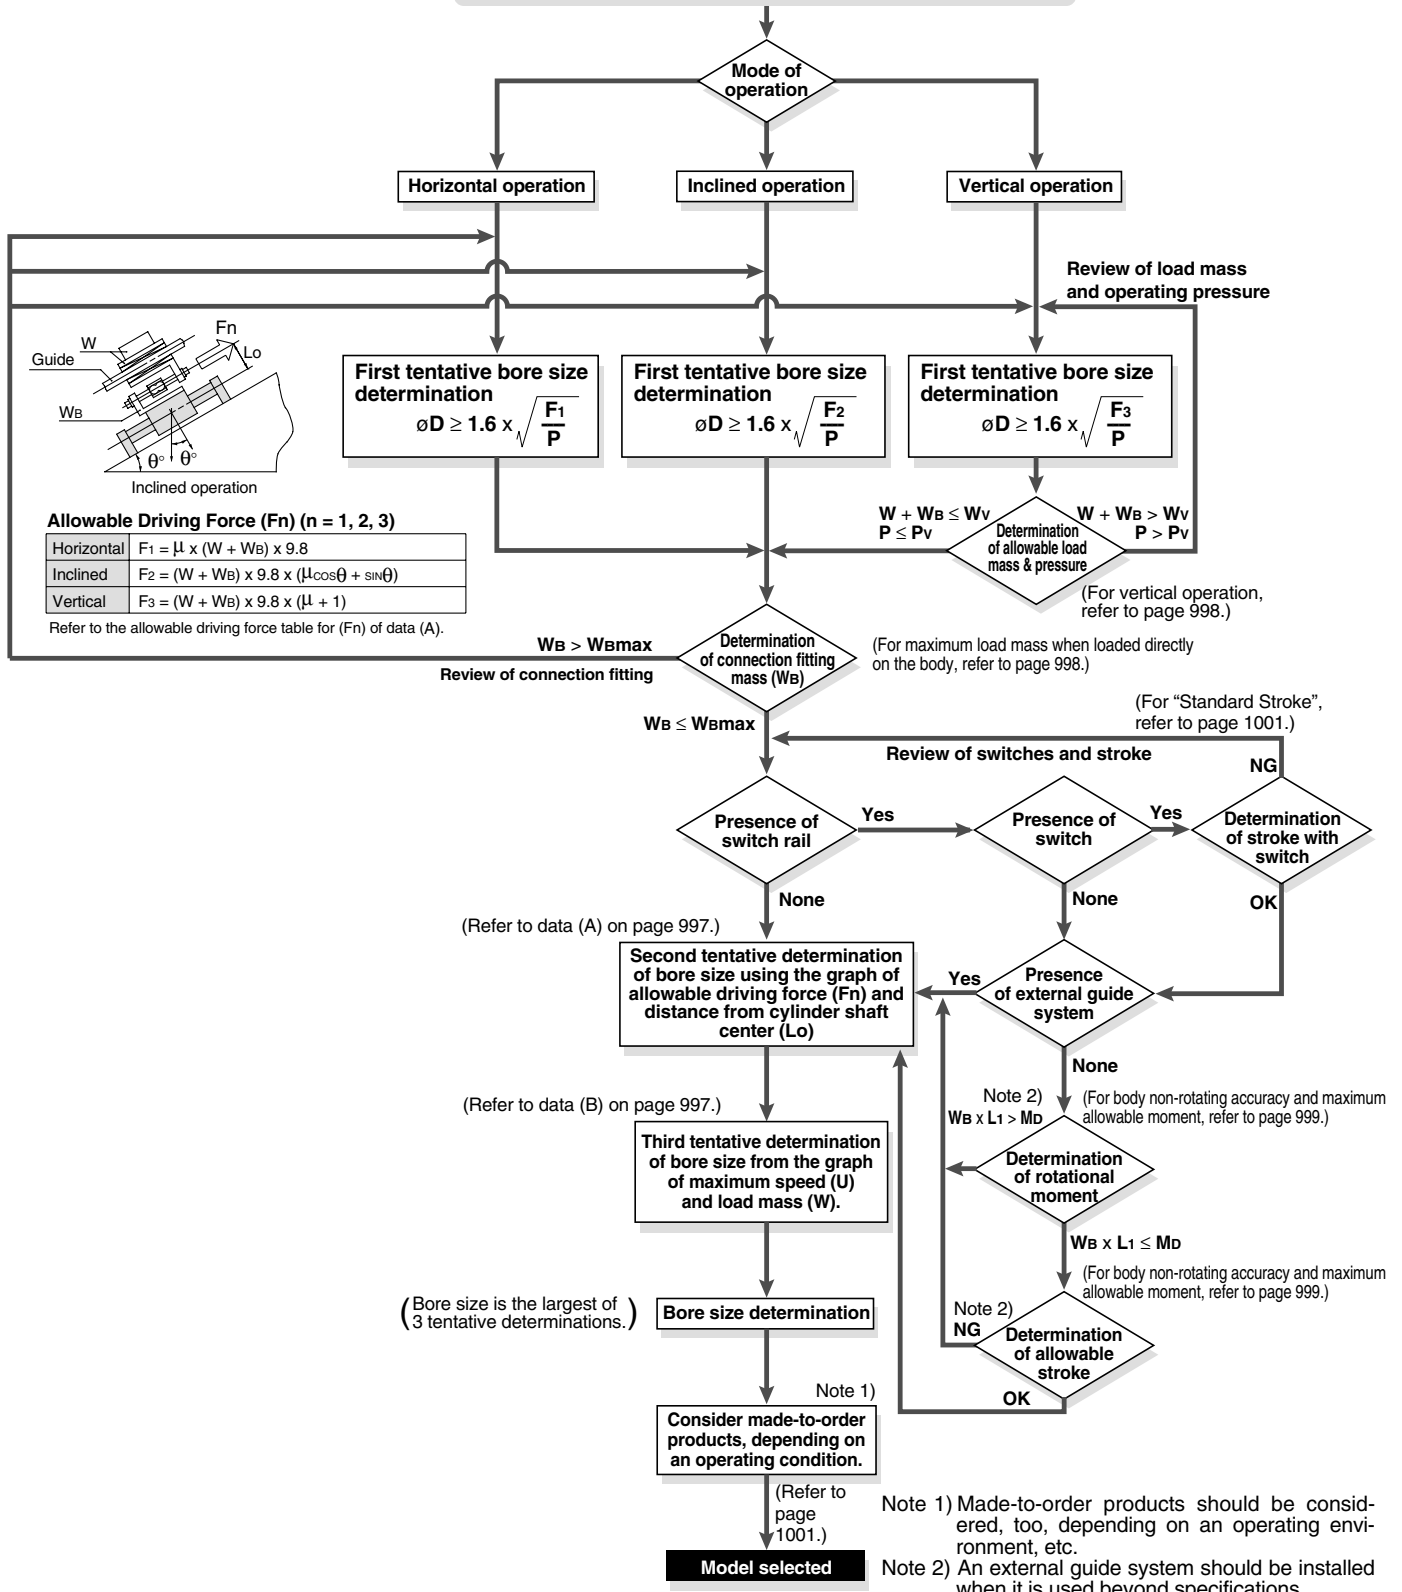 Mode of
operation
Horizontal operation
Inclined operation
Vertical operation
Review of load mass
and operating pressure
Fn
W
Lo
Guide
WB
θ°
θ°
Inclined operation
First tentative bore size
determination
øD ≥ 1.6 x √F1/P
First tentative bore size
determination
øD ≥ 1.6 x √F2/P
First tentative bore size
determination
øD ≥ 1.6 x √F3/P
Allowable Driving Force (Fn) (n = 1, 2, 3)
Horizontal F1 = μ x (W + WB) x 9.8
Inclined F2 = (W + WB) x 9.8 x (μcosθ + sinθ)
Vertical F3 = (W + WB) x 9.8 x (μ + 1)
Refer to the allowable driving force table for (Fn) of data (A).
W + WB ≤ WV
P ≤ PV
Determination
of allowable load
mass & pressure
W + WB > WV
P > PV
(For vertical operation,
refer to page 998.)
WB > WBmax
Review of connection fitting
Determination
of connection fitting
mass (WB)
(For maximum load mass when loaded directly
on the body, refer to page 998.)
WB ≤ WBmax
(For “Standard Stroke”,
refer to page 1001.)
Review of switches and stroke
NG
Presence of
switch rail
Yes
Presence of
switch
Yes
Determination
of stroke with
switch
None
None
OK
(Refer to data (A) on page 997.)
Second tentative determination
of bore size using the graph of
allowable driving force (Fn) and
distance from cylinder shaft
center (Lo)
Yes
Presence
of external guide
system
None
(Refer to data (B) on page 997.)
Note 2)
WB x L1 > MD
(For body non-rotating accuracy and maximum
allowable moment, refer to page 999.)
Third tentative determination
of bore size from the graph
of maximum speed (U)
and load mass (W).
Determination
of rotational
moment
WB x L1 ≤ MD
(For body non-rotating accuracy and maximum
allowable moment, refer to page 999.)
(Bore size is the largest of
3 tentative determinations.)
Bore size determination
Note 2)
NG
Determination
of allowable
stroke
OK
Note 1)
Consider made-to-order
products, depending on
an operating condition.
(Refer to
page
1001.)
Model selected
Note 1) Made-to-order products should be consid-
ered, too, depending on an operating envi-
ronment, etc.
Note 2) An external guide system should be installed
when it is used beyond specifications.